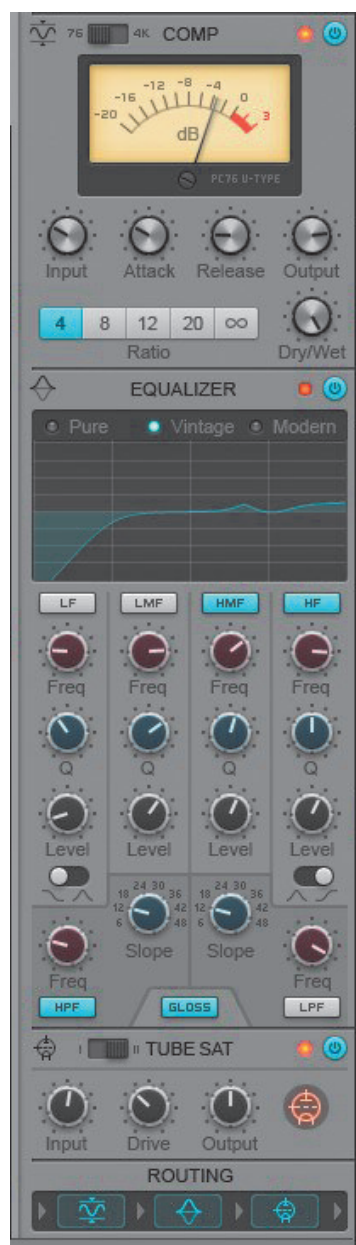 76 4K COMP
-20 -16 -12 -8 -4 0 3
dB
PC76 U-TYPE
Input Attack Release Output
4 8 12 20 ∞
Ratio Dry/Wet
EQUALIZER
Pure Vintage Modern
LF LMF HMF HF
Freq Freq Freq Freq
Q Q Q Q
Level Level Level Level
6 12 18 24 30 36 42 48 6 12 18 24 30 36 42 48
Freq Slope Slope Freq
HPF GLOSS LPF
I II TUBE SAT
Input Drive Output
ROUTING